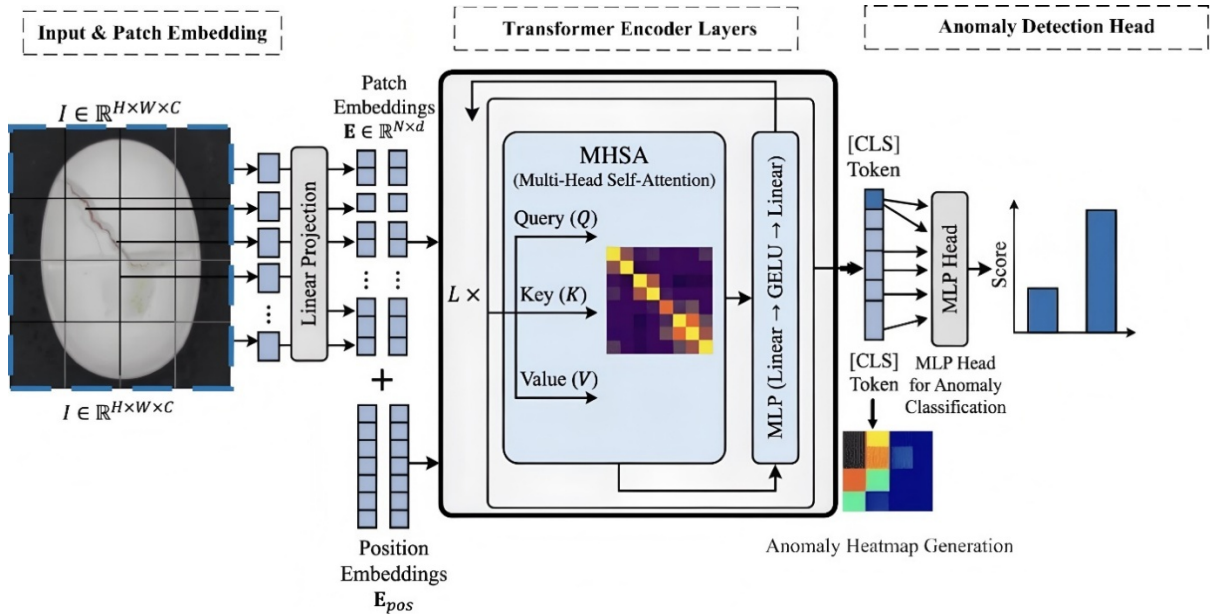 Input & Patch Embedding
Transformer Encoder Layers
Anomaly Detection Head
I ∈ ℝ^{H×W×C}
Patch
Embeddings
E ∈ ℝ^{N×d}
Linear Projection
...
⋮
⋮
...
I ∈ ℝ^{H×W×C}
+
Position
Embeddings
E_{pos}
L ×
MHSA
(Multi-Head Self-Attention)
Query (Q)
Key (K)
Value (V)
MLP (Linear → GELU → Linear)
[CLS]
Token
MLP Head
Score
[CLS]
Token
MLP Head
for Anomaly
Classification
Anomaly Heatmap Generation